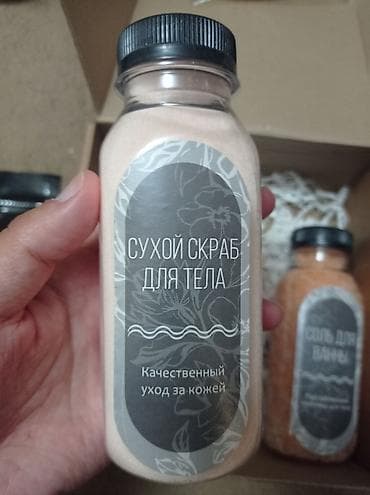 СУХОЙ СКРАБ
ДЛЯ ТЕЛА
Качественный
уход за кожей
СОЛЬ ДЛЯ
ВАННЫ